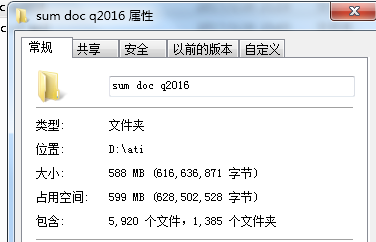 sum doc q2016 属性
常规 共享 安全 以前的版本 自定义
sum doc q2016
类型: 文件夹
位置: D:\ati
大小: 588 MB (616,636,871 字节)
占用空间: 599 MB (628,502,528 字节)
包含: 5,920 个文件，1,385 个文件夹